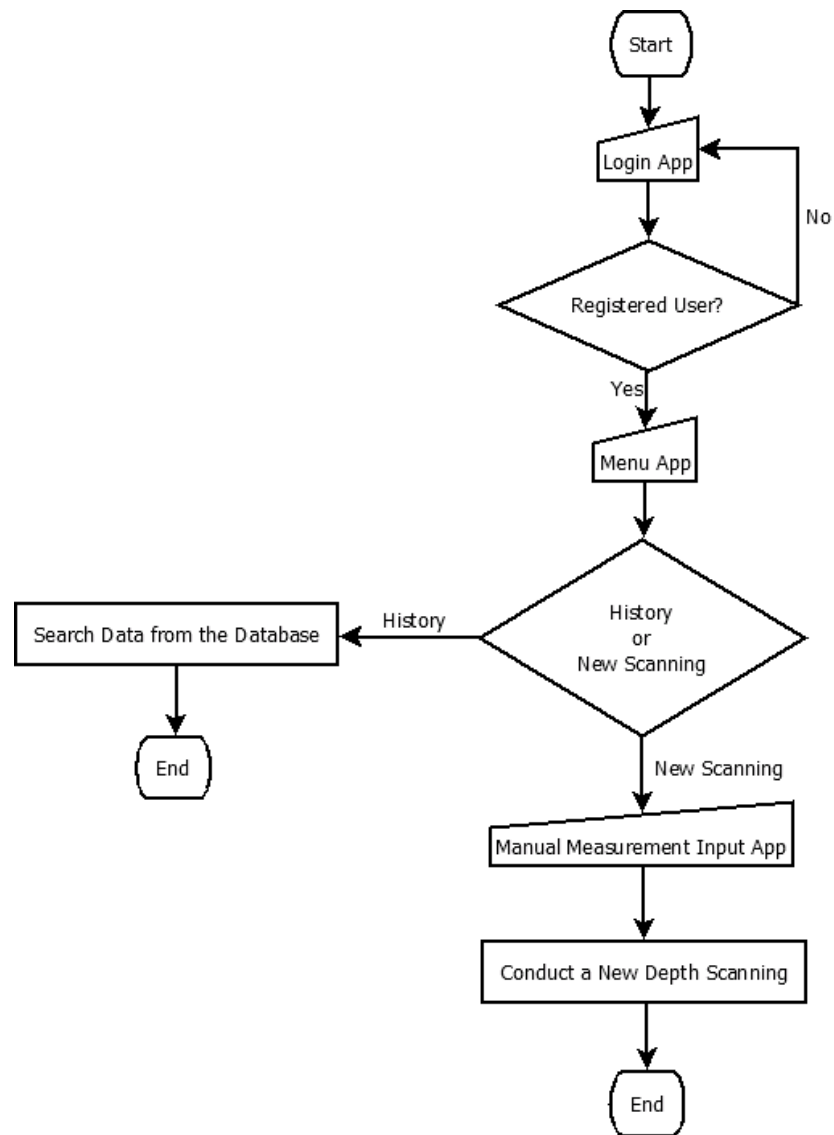 Start
Login App
No
Registered User?
Yes
Menu App
History
or
New Scanning
History
Search Data from the Database
End
New Scanning
Manual Measurement Input App
Conduct a New Depth Scanning
End